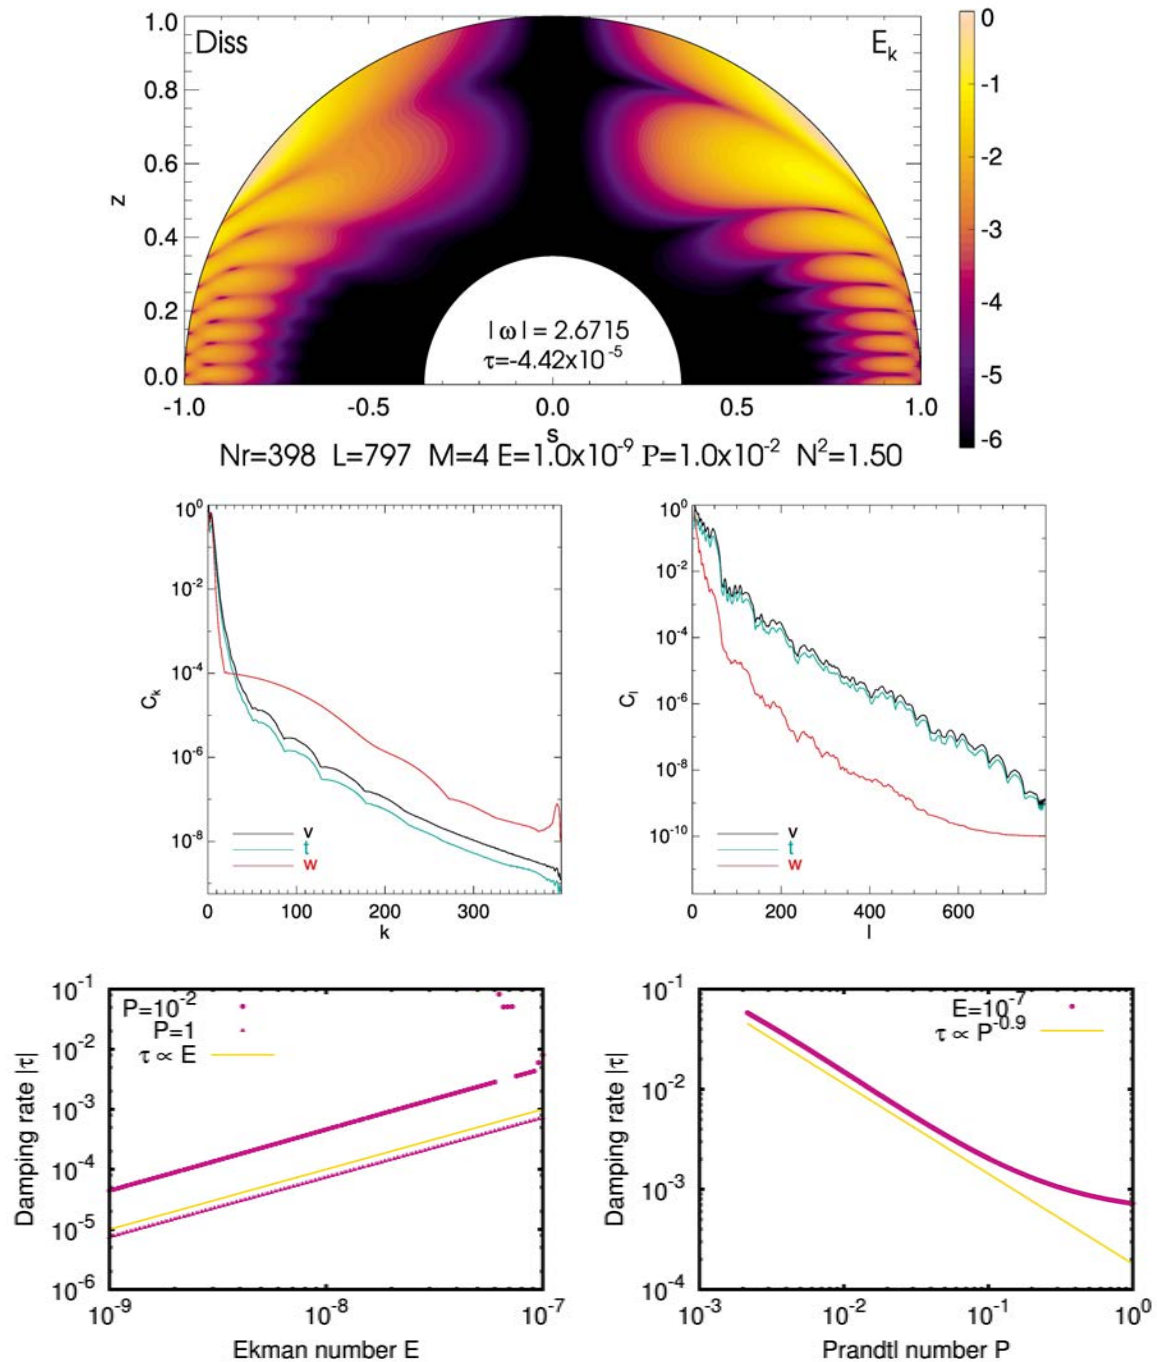 Diss
E_k
1.0
0.8
0.6
0.4
0.2
0.0
z
-1.0 -0.5 0.0 0.5 1.0
s
|ω| = 2.6715
τ=-4.42x10^-5
0
-1
-2
-3
-4
-5
-6
Nr=398 L=797 M=4 E=1.0x10^-9 P=1.0x10^-2 N^2=1.50
10^0
10^-2
10^-4
10^-6
10^-8
C_k
v
t
w
0 100 200 300
k
10^0
10^-2
10^-4
10^-6
10^-8
10^-10
C_l
v
t
w
0 200 400 600
l
10^-1
10^-2
10^-3
10^-4
10^-5
10^-6
Damping rate |τ|
P=10^-2
P=1
τ ∝ E
10^-9 10^-8 10^-7
Ekman number E
10^-1
10^-2
10^-3
10^-4
Damping rate |τ|
E=10^-7
τ ∝ P^-0.9
10^-3 10^-2 10^-1 10^0
Prandtl number P